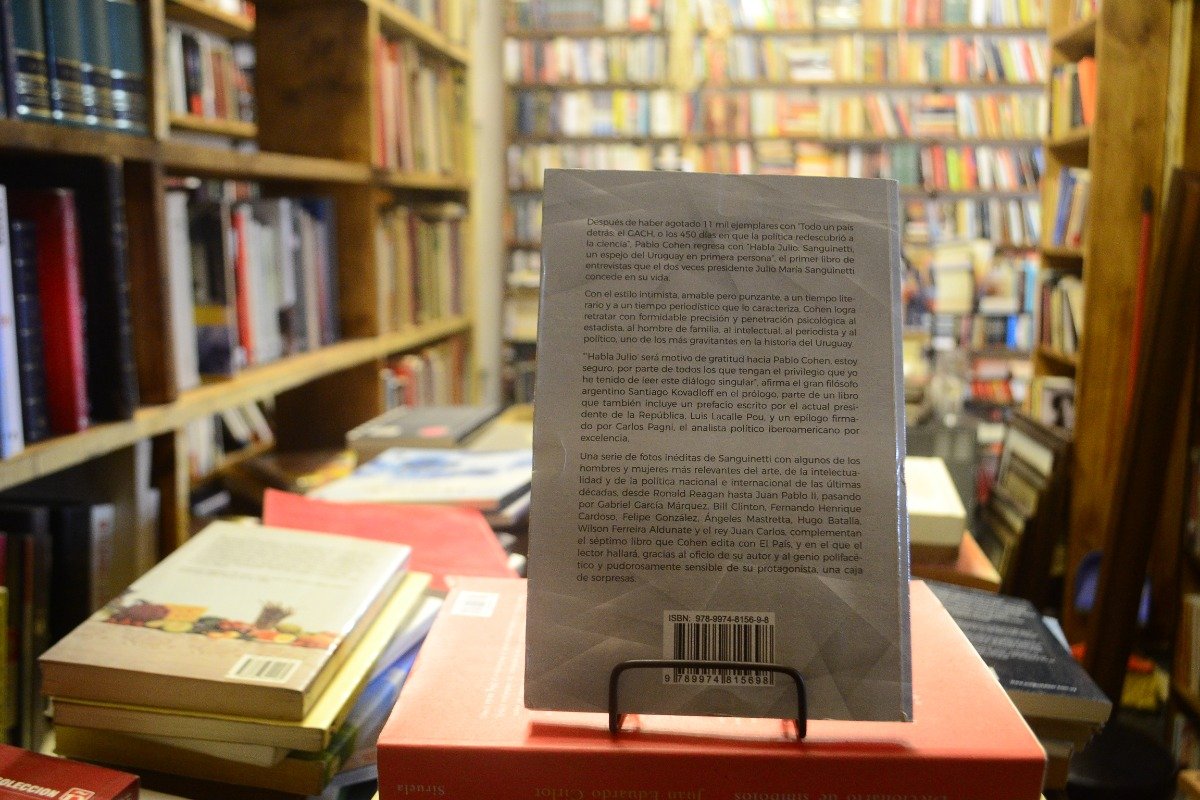 Después de haber agotado 11 mil ejemplares con "Todo un país
detrás: el GACH, o los 450 días en que la política redescubrió a
la ciencia", Pablo Cohen regresa con "Habla Julio: Sanguinetti,
un espejo del Uruguay en primera persona", el primer libro de
entrevistas que el dos veces presidente Julio María Sanguinetti
concede en su vida.
Con el estilo intimista, amable pero punzante, a un tiempo lite
rario y a un tiempo periodístico que lo caracteriza, Cohen logra
retratar con formidable precisión y penetración psicológica al
estadista, al hombre de familia, al intelectual, al periodista y al
político, uno de los más gravitantes en la historia del Uruguay.
"'Habla Julio' será motivo de gratitud hacia Pablo Cohen, estoy
seguro, por parte de todos los que tengan el privilegio que yo
he tenido de leer este diálogo singular", afirma el gran filósofo
argentino Santiago Kovadloff en el prólogo, parte de un libro
que también incluye un prefacio escrito por el actual presi-
dente de la República, Luis Lacalle Pou, y un epílogo firma-
do por Carlos Pagni, el analista político iberoamericano por
excelencia.
Una serie de fotos inéditas de Sanguinetti con algunos de los
hombres y mujeres más relevantes del arte, de la intelectua-
lidad y de la política nacional e internacional de las últimas
décadas, desde Ronald Reagan hasta Juan Pablo II, pasando
por Gabriel García Márquez, Bill Clinton, Fernando Henrique
Cardoso, Felipe González, Ángeles Mastretta, Hugo Batalla,
Wilson Ferreira Aldunate y el rey Juan Carlos, complementan
el séptimo libro que Cohen edita con El País, y en el que el
lector hallará, gracias al oficio de su autor y al genio polifacé-
tico y pudorosamente sensible de su protagonista, una caja
de sorpresas.
ISBN: 978-9974-8156-9-8
9 789974 815698
Siruela
Juan Eduardo Cirlot
Diccionario de símbolos
COLECCION